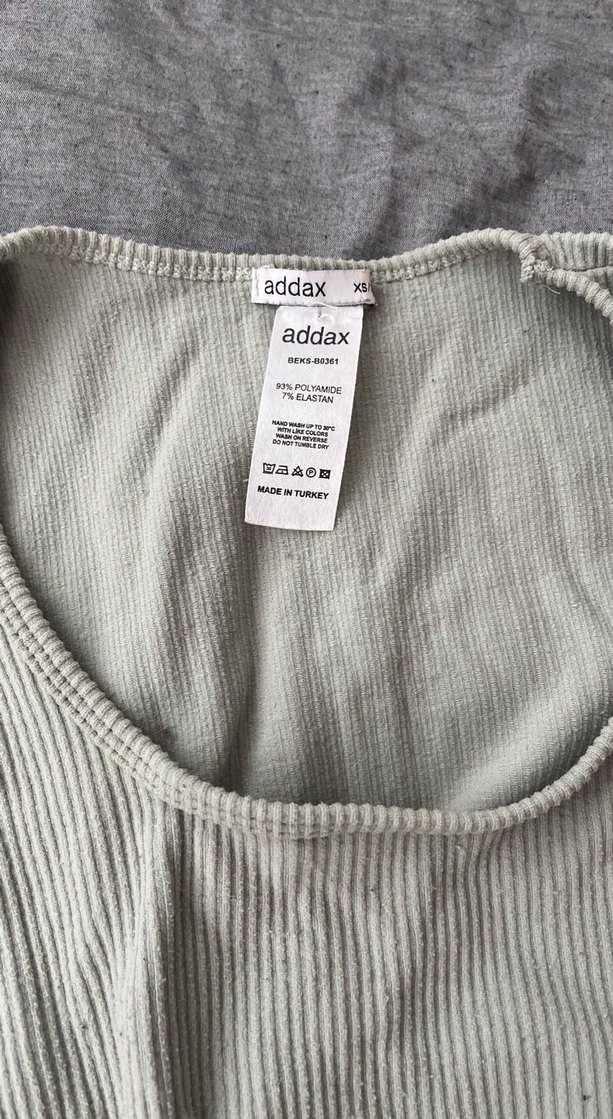 addax XS
addax
BEKS-B0361
93% POLYAMIDE
7% ELASTAN
HAND WASH UP TO 30°C
WITH LIKE COLORS
WASH ON REVERSE
DO NOT TUMBLE DRY
P
MADE IN TURKEY